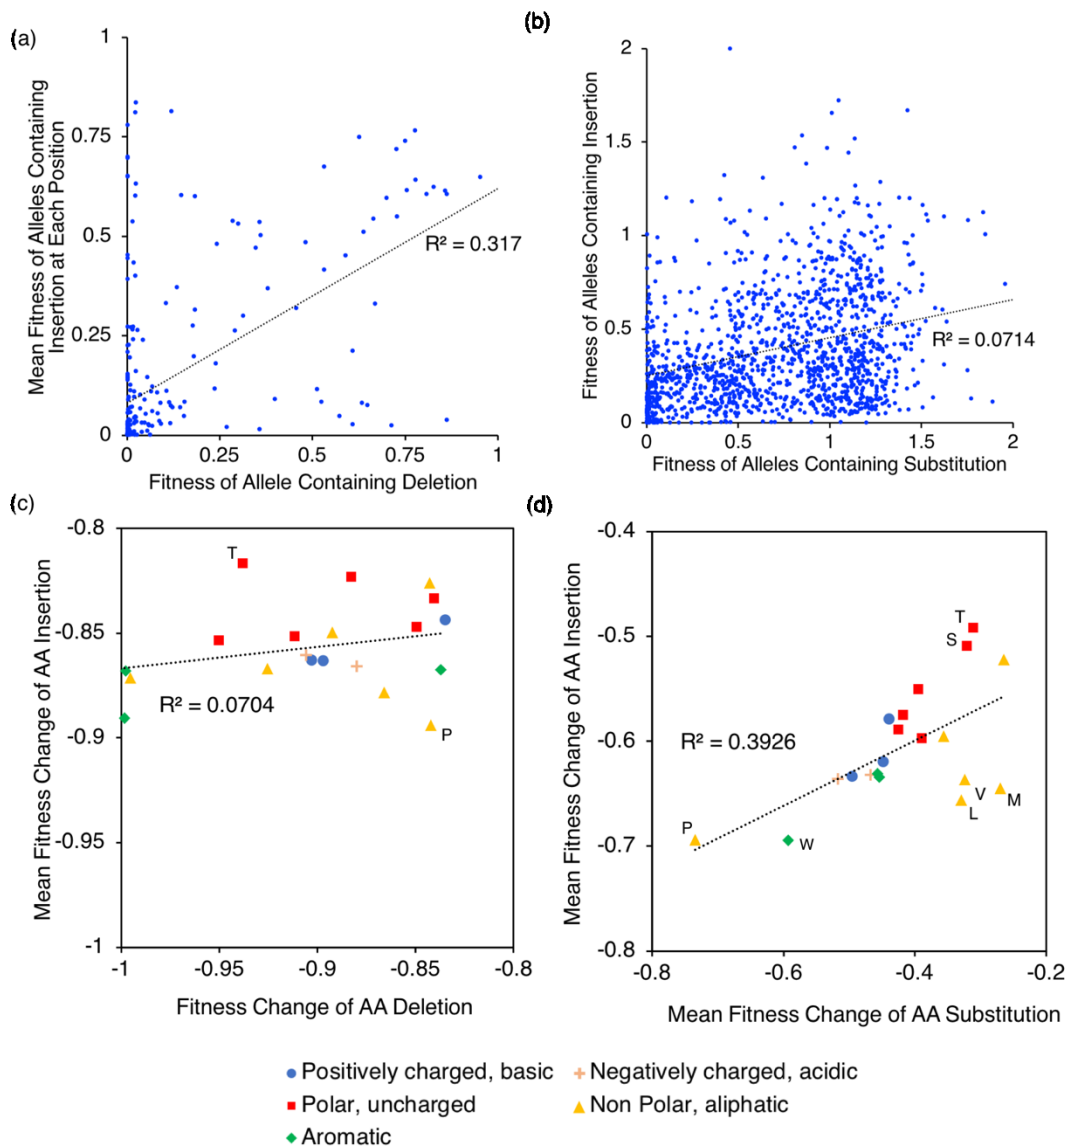 (a)
Mean Fitness of Alleles Containing
Insertion at Each Position
1
0.75
0.5
0.25
0
R² = 0.317
0
0.25
0.5
0.75
1
Fitness of Allele Containing Deletion
(b)
Fitness of Alleles Containing Insertion
2
1.5
1
0.5
0
R² = 0.0714
0
0.5
1
1.5
2
Fitness of Alleles Containing Substitution
(c)
Mean Fitness Change of AA Insertion
-0.8
-0.85
-0.9
-0.95
-1
T
R² = 0.0704
P
-1
-0.95
-0.9
-0.85
-0.8
Fitness Change of AA Deletion
(d)
Mean Fitness Change of AA Insertion
-0.4
-0.5
-0.6
-0.7
-0.8
T
S
R² = 0.3926
V
M
L
P
W
-0.8
-0.6
-0.4
-0.2
Mean Fitness Change of AA Substitution
Positively charged, basic
Negatively charged, acidic
Polar, uncharged
Non Polar, aliphatic
Aromatic